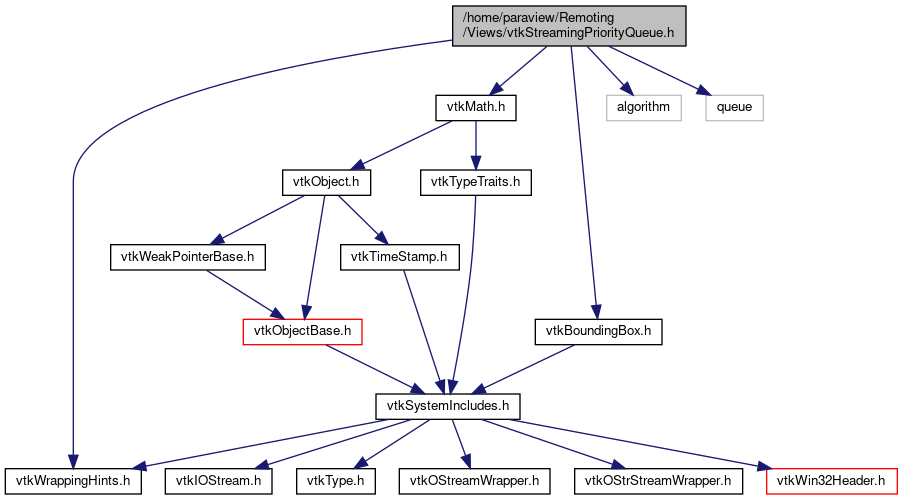 /home/paraview/Remoting
/Views/vtkStreamingPriorityQueue.h
vtkMath.h
algorithm
queue
vtkObject.h
vtkTypeTraits.h
vtkWeakPointerBase.h
vtkTimeStamp.h
vtkObjectBase.h
vtkBoundingBox.h
vtkSystemIncludes.h
vtkWrappingHints.h
vtkIOStream.h
vtkType.h
vtkOStreamWrapper.h
vtkOStrStreamWrapper.h
vtkWin32Header.h